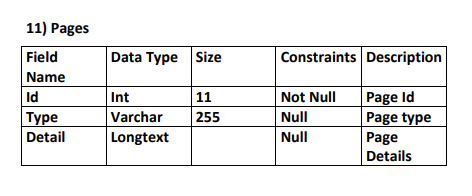 11) Pages
Field Name Data Type Size Constraints Description
Id Int 11 Not Null Page Id
Type Varchar 255 Null Page type
Detail Longtext Null Page Details